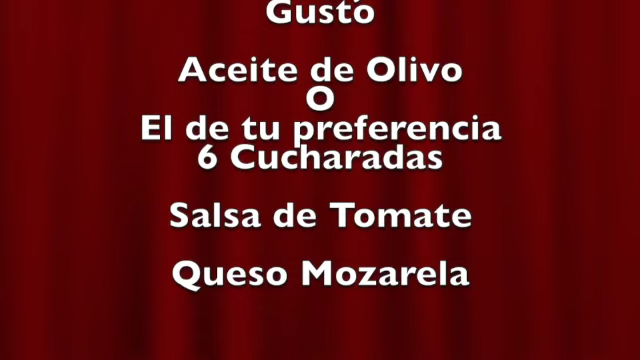 Gusto
Aceite de Olivo
O
El de tu preferencia
6 Cucharadas
Salsa de Tomate
Queso Mozarela